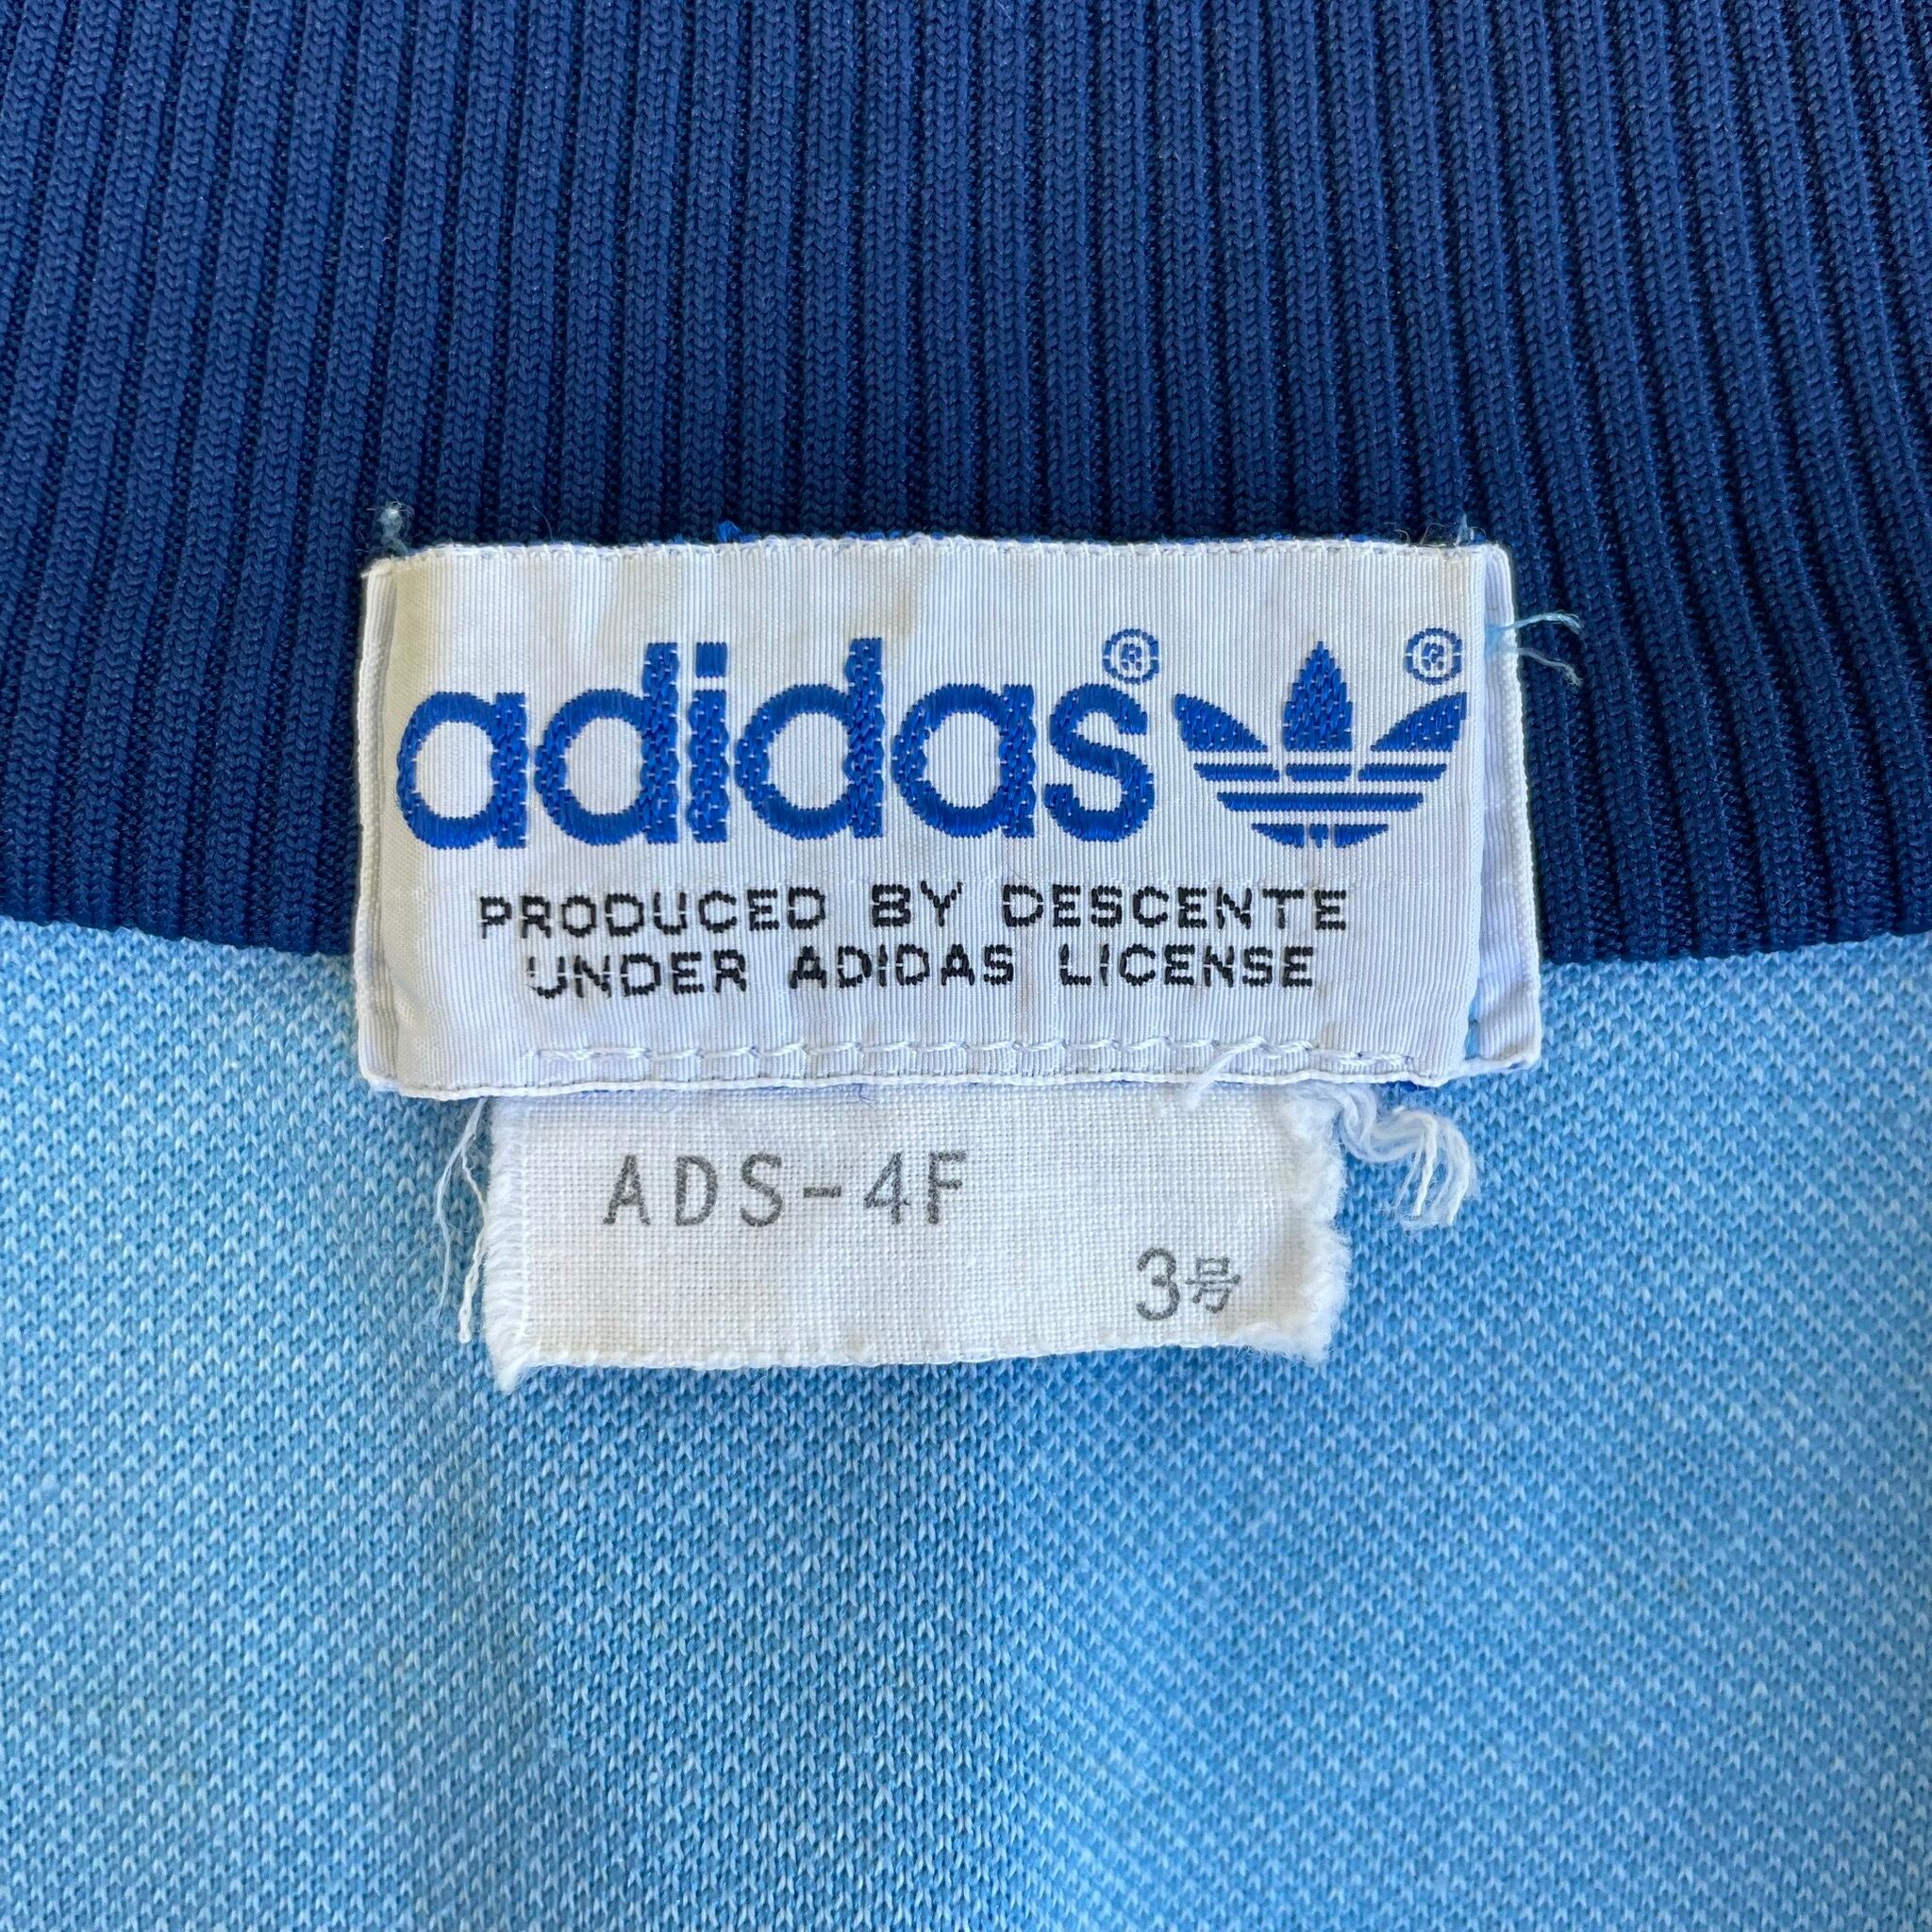 adidas® ®
PRODUCED BY DESCENTE
UNDER ADIDAS LICENSE
ADS-4F
3号